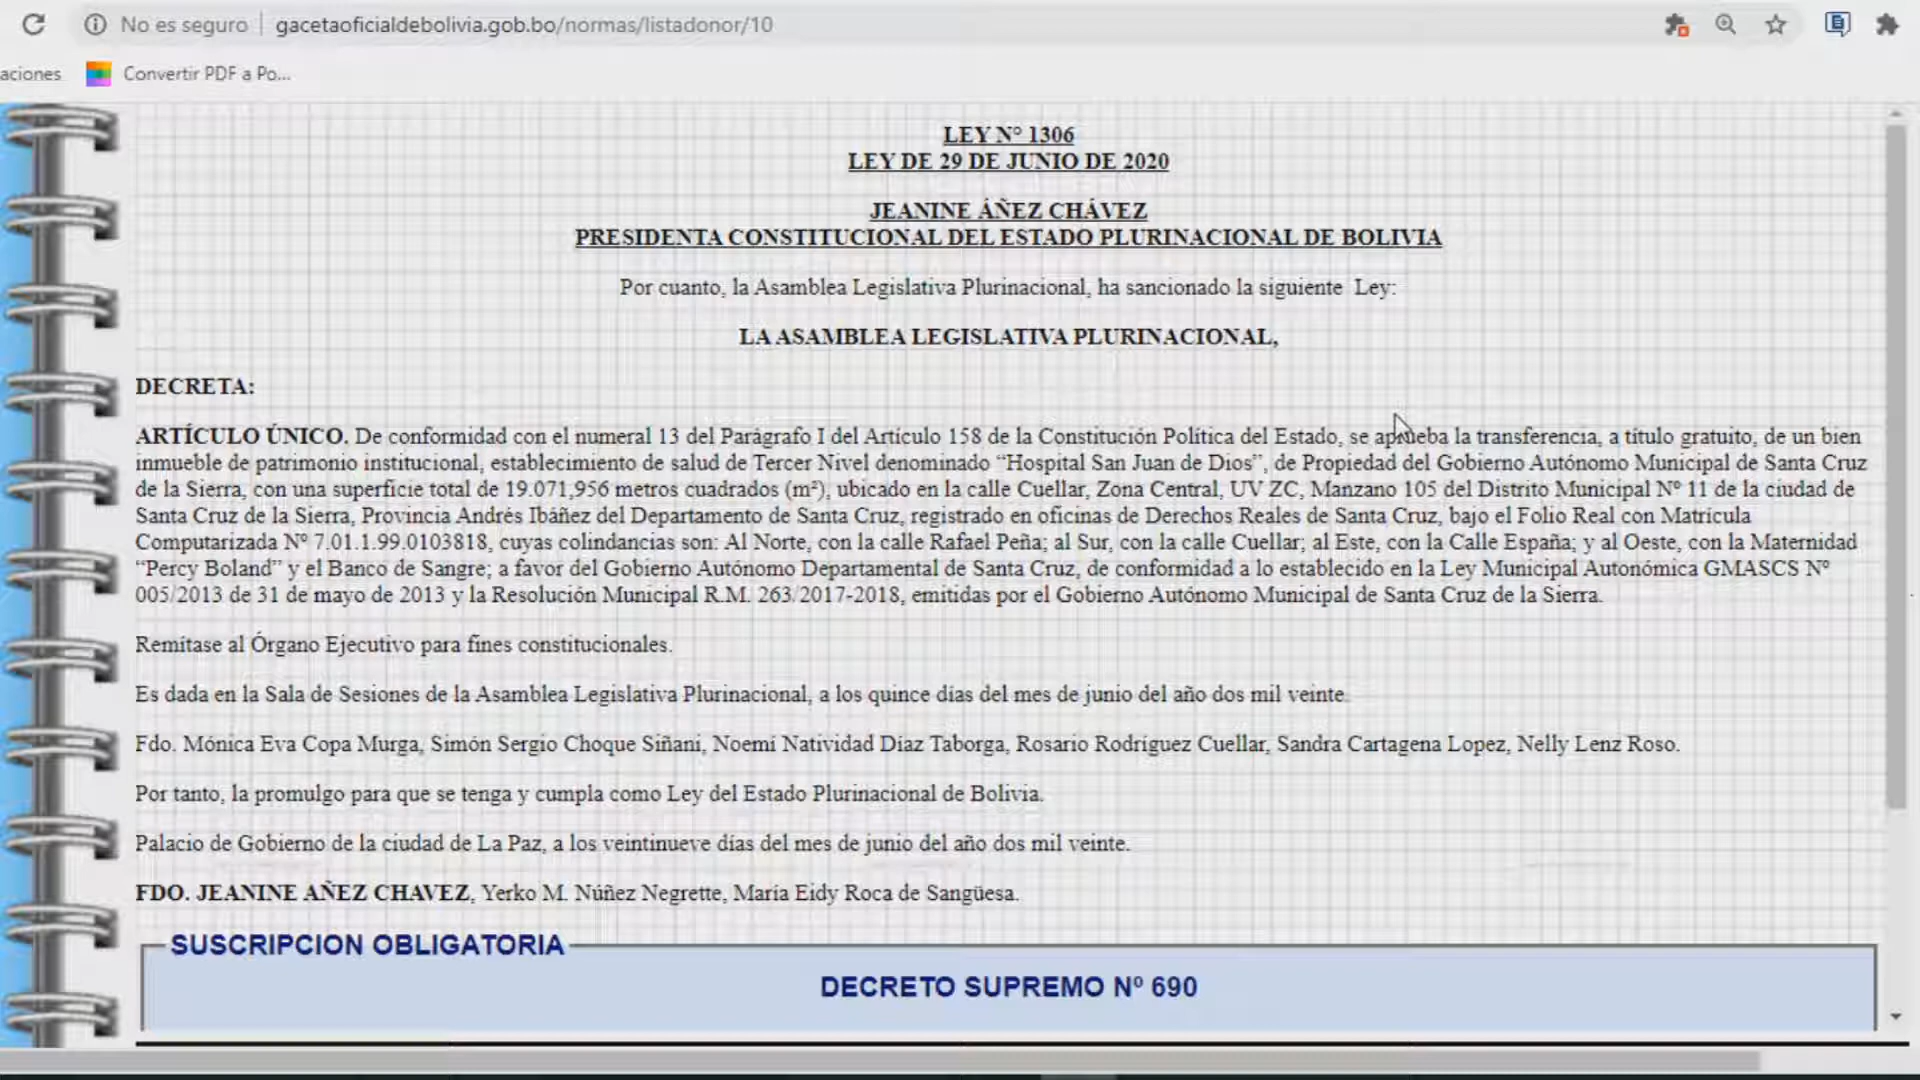 No es seguro | gacetaoficialdebolivia.gob.bo/normas/listadonor/10
aciones Convertir PDF a Po...
LEY Nº 1306
LEY DE 29 DE JUNIO DE 2020
JEANINE ÁÑEZ CHÁVEZ
PRESIDENTA CONSTITUCIONAL DEL ESTADO PLURINACIONAL DE BOLIVIA
Por cuanto, la Asamblea Legislativa Plurinacional, ha sancionado la siguiente Ley:
LA ASAMBLEA LEGISLATIVA PLURINACIONAL,
DECRETA:
ARTÍCULO ÚNICO. De conformidad con el numeral 13 del Parágrafo I del Artículo 158 de la Constitución Política del Estado, se aprueba la transferencia, a título gratuito, de un bien
inmueble de patrimonio institucional, establecimiento de salud de Tercer Nivel denominado “Hospital San Juan de Dios”, de Propiedad del Gobierno Autónomo Municipal de Santa Cruz
de la Sierra, con una superficie total de 19.071,956 metros cuadrados (m²), ubicado en la calle Cuellar, Zona Central, UV ZC, Manzano 105 del Distrito Municipal Nº 11 de la ciudad de
Santa Cruz de la Sierra, Provincia Andrés Ibáñez del Departamento de Santa Cruz, registrado en oficinas de Derechos Reales de Santa Cruz, bajo el Folio Real con Matrícula
Computarizada Nº 7.01.1.99.0103818, cuyas colindancias son: Al Norte, con la calle Rafael Peña; al Sur, con la calle Cuellar; al Este, con la Calle España; y al Oeste, con la Maternidad
“Percy Boland” y el Banco de Sangre; a favor del Gobierno Autónomo Departamental de Santa Cruz, de conformidad a lo establecido en la Ley Municipal Autonómica GMASCS Nº
005/2013 de 31 de mayo de 2013 y la Resolución Municipal R.M. 263/2017-2018, emitidas por el Gobierno Autónomo Municipal de Santa Cruz de la Sierra.
Remítase al Órgano Ejecutivo para fines constitucionales.
Es dada en la Sala de Sesiones de la Asamblea Legislativa Plurinacional, a los quince días del mes de junio del año dos mil veinte.
Fdo. Mónica Eva Copa Murga, Simón Sergio Choque Siñani, Noemí Natividad Díaz Taborga, Rosario Rodríguez Cuellar, Sandra Cartagena Lopez, Nelly Lenz Roso.
Por tanto, la promulgo para que se tenga y cumpla como Ley del Estado Plurinacional de Bolivia.
Palacio de Gobierno de la ciudad de La Paz, a los veintinueve días del mes de junio del año dos mil veinte.
FDO. JEANINE AÑEZ CHAVEZ, Yerko M. Núñez Negrette, María Eidy Roca de Sangüesa.
SUSCRIPCION OBLIGATORIA
DECRETO SUPREMO Nº 690